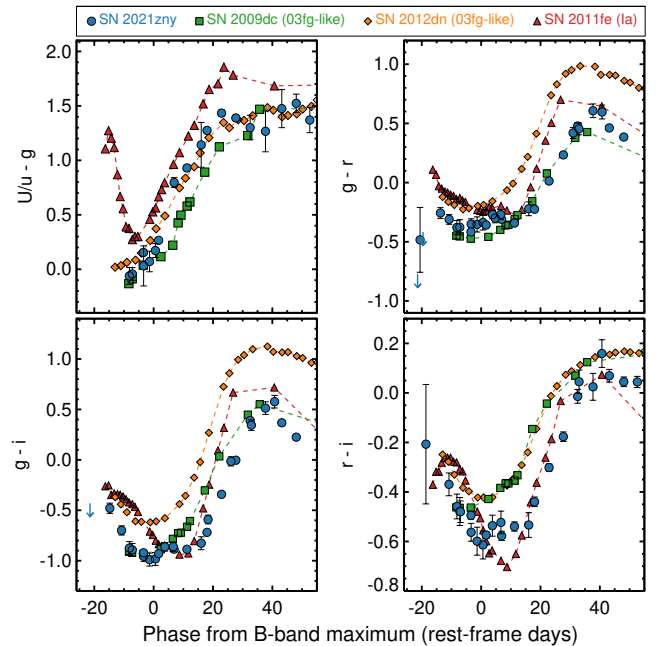 SN 2021zny SN 2009dc (03fg-like) SN 2012dn (03fg-like) SN 2011fe (Ia)
2.0
1.5
1.0
0.5
0.0
U/u - g
1.0
0.5
0.0
-0.5
-1.0
g - r
1.0
0.5
0.0
-0.5
-1.0
g - i
-20 0 20 40
0.2
0.0
-0.2
-0.4
-0.6
-0.8
r - i
-20 0 20 40
Phase from B-band maximum (rest-frame days)